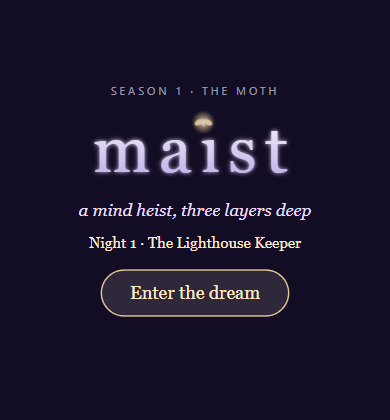 SEASON 1 · THE MOTH
maist
a mind heist, three layers deep
Night 1 · The Lighthouse Keeper
Enter the dream